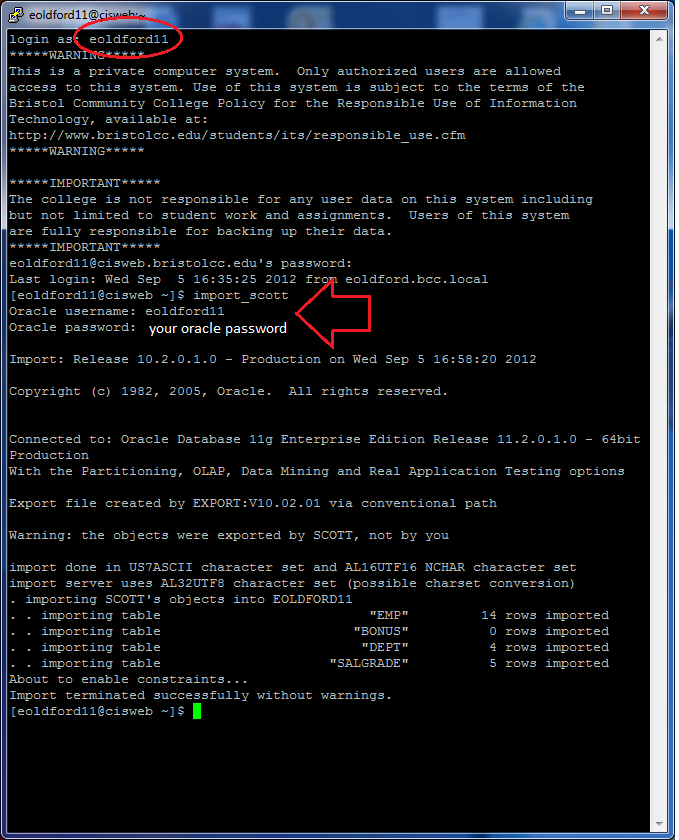 eoldford11@cisweb:~
login as: eoldford11
*****WARNING*****
This is a private computer system.  Only authorized users are allowed
access to this system. Use of this system is subject to the terms of the
Bristol Community College Policy for the Responsible Use of Information
Technology, available at:
http://www.bristolcc.edu/students/its/responsible_use.cfm
*****WARNING*****
*****IMPORTANT*****
The college is not responsible for any user data on this system including
but not limited to student work and assignments.  Users of this system
are fully responsible for backing up their data.
*****IMPORTANT*****
eoldford11@cisweb.bristolcc.edu's password:
Last login: Wed Sep  5 16:35:25 2012 from eoldford.bcc.local
[eoldford11@cisweb ~]$ import_scott
Oracle username: eoldford11
Oracle password: your oracle password
Import: Release 10.2.0.1.0 - Production on Wed Sep 5 16:58:20 2012
Copyright (c) 1982, 2005, Oracle.  All rights reserved.
Connected to: Oracle Database 11g Enterprise Edition Release 11.2.0.1.0 - 64bit
Production
With the Partitioning, OLAP, Data Mining and Real Application Testing options
Export file created by EXPORT:V10.02.01 via conventional path
Warning: the objects were exported by SCOTT, not by you
import done in US7ASCII character set and AL16UTF16 NCHAR character set
import server uses AL32UTF8 character set (possible charset conversion)
. importing SCOTT's objects into EOLDFORD11
. . importing table "EMP" 14 rows imported
. . importing table "BONUS" 0 rows imported
. . importing table "DEPT" 4 rows imported
. . importing table "SALGRADE" 5 rows imported
About to enable constraints...
Import terminated successfully without warnings.
[eoldford11@cisweb ~]$